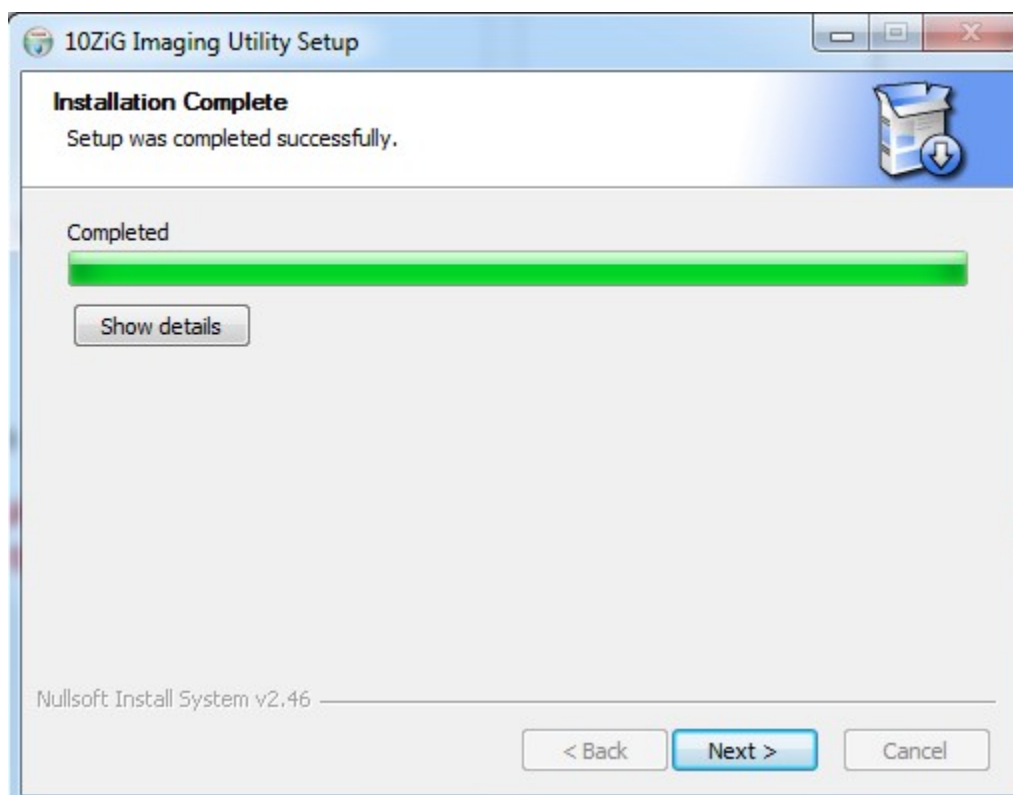 10ZiG Imaging Utility Setup
Installation Complete
Setup was completed successfully.
Completed
Show details
Nullsoft Install System v2.46
< Back
Next >
Cancel